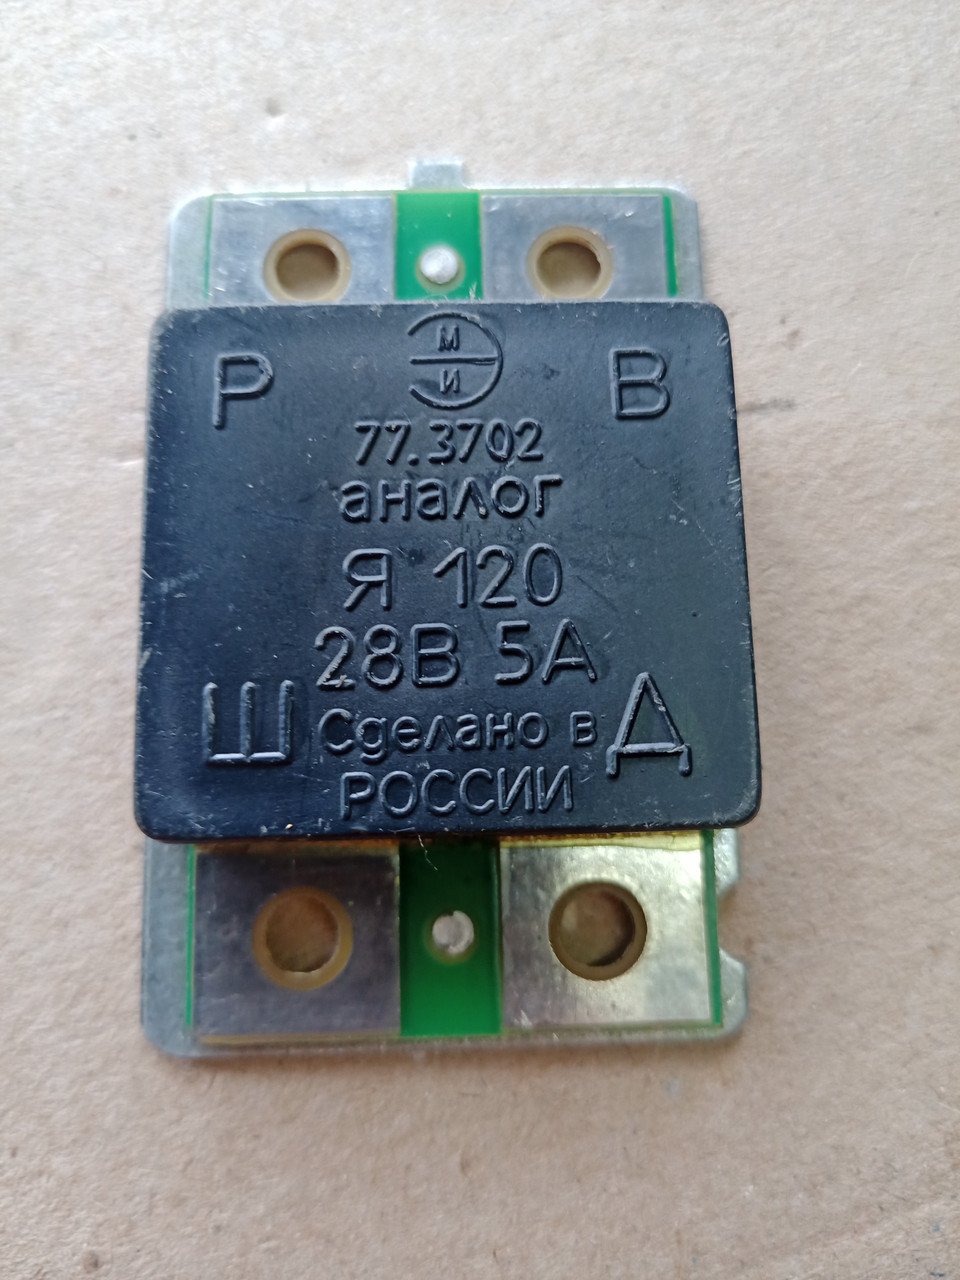 М
Э
И
Р В
77.3702
аналог
Я 120
28В 5А
Ш Сделано в Д
РОССИИ